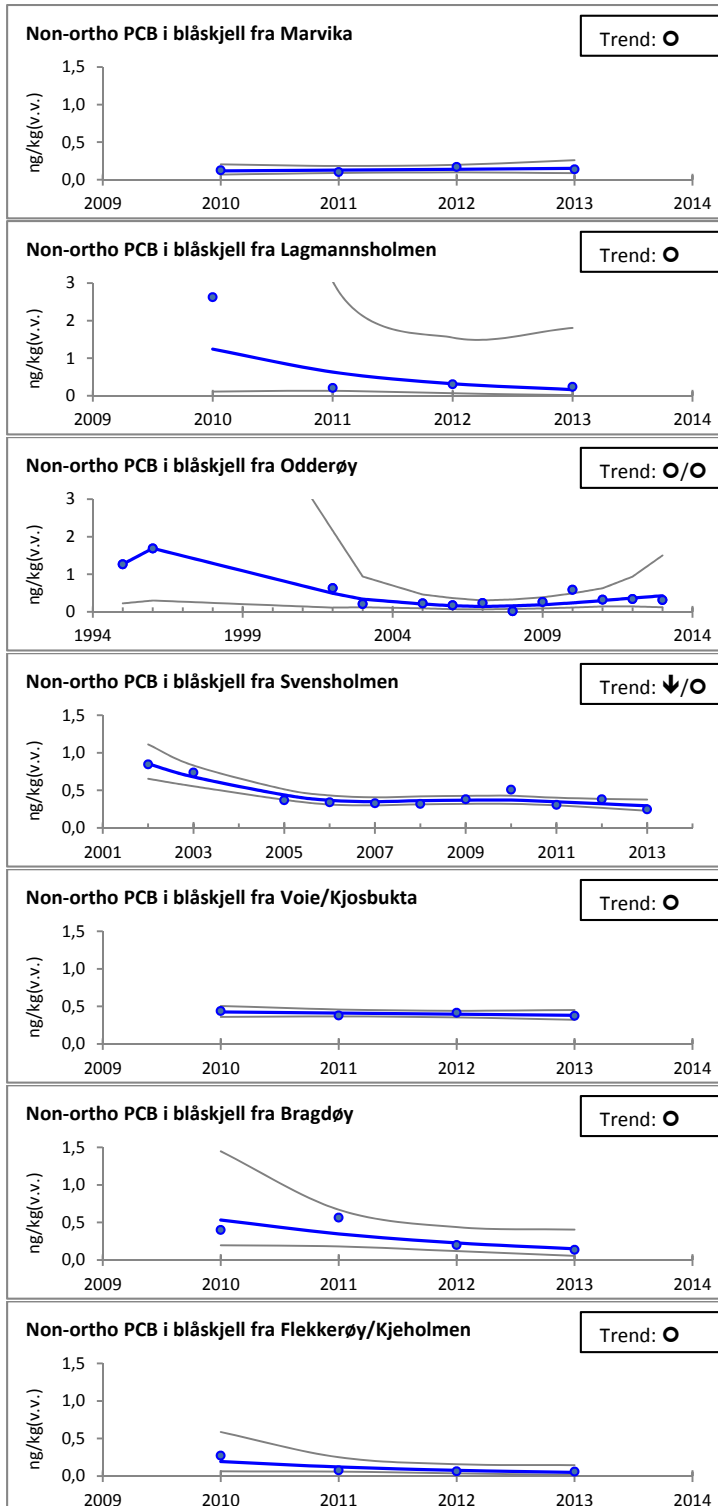 Non-ortho PCB i blåskjell fra Marvika
Trend: O
ng/kg(v.v.)
1,5
1,0
0,5
0,0
2009 2010 2011 2012 2013 2014
Non-ortho PCB i blåskjell fra Lagmannsholmen
Trend: O
ng/kg(v.v.)
3
2
1
0
2009 2010 2011 2012 2013 2014
Non-ortho PCB i blåskjell fra Odderøy
Trend: O/O
ng/kg(v.v.)
3
2
1
0
1994 1999 2004 2009 2014
Non-ortho PCB i blåskjell fra Svensholmen
Trend: ↓/O
ng/kg(v.v.)
1,5
1,0
0,5
0,0
2001 2003 2005 2007 2009 2011 2013
Non-ortho PCB i blåskjell fra Voie/Kjosbukta
Trend: O
ng/kg(v.v.)
1,5
1,0
0,5
0,0
2009 2010 2011 2012 2013 2014
Non-ortho PCB i blåskjell fra Bragdøy
Trend: O
ng/kg(v.v.)
1,5
1,0
0,5
0,0
2009 2010 2011 2012 2013 2014
Non-ortho PCB i blåskjell fra Flekkerøy/Kjeholmen
Trend: O
ng/kg(v.v.)
1,5
1,0
0,5
0,0
2009 2010 2011 2012 2013 2014